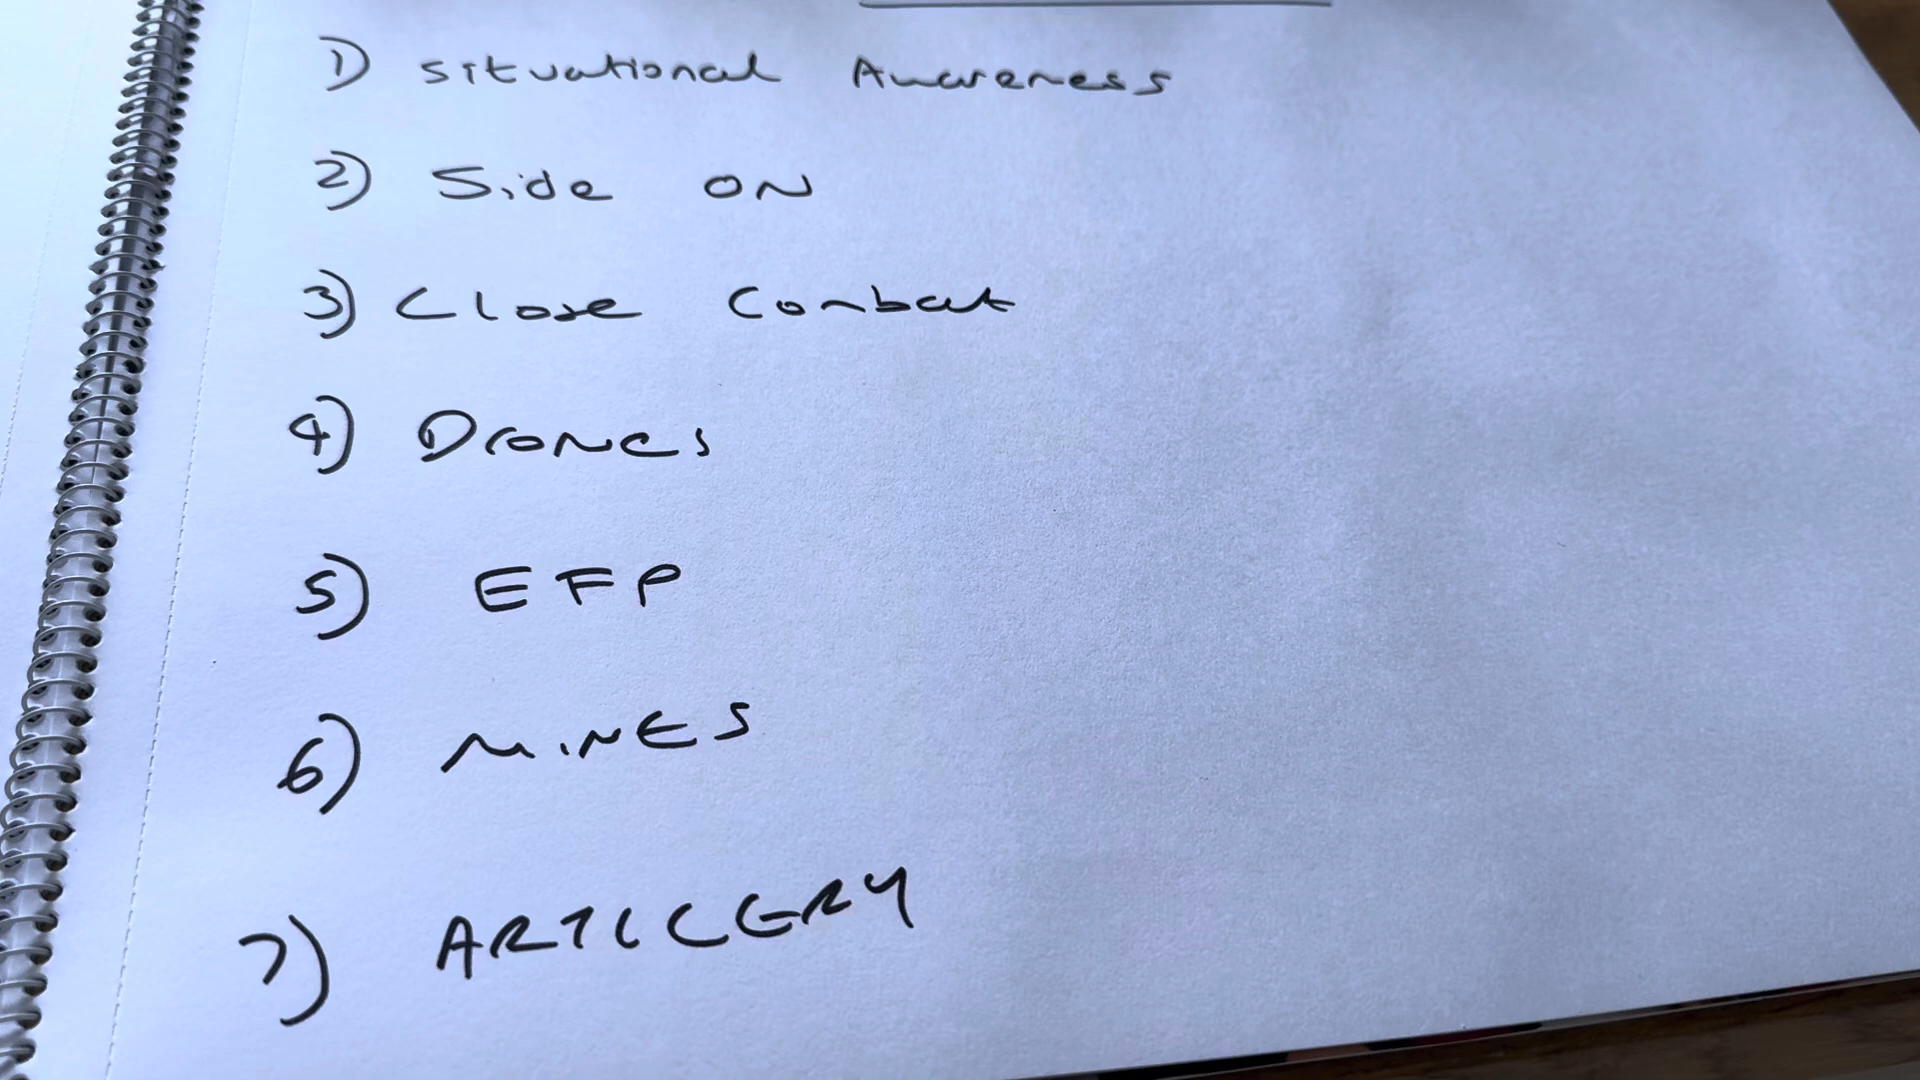 1) Situational Awareness
2) Side ON
3) Close Combat
4) Drones
5) EFP
6) MINES
7) ARTILLERY